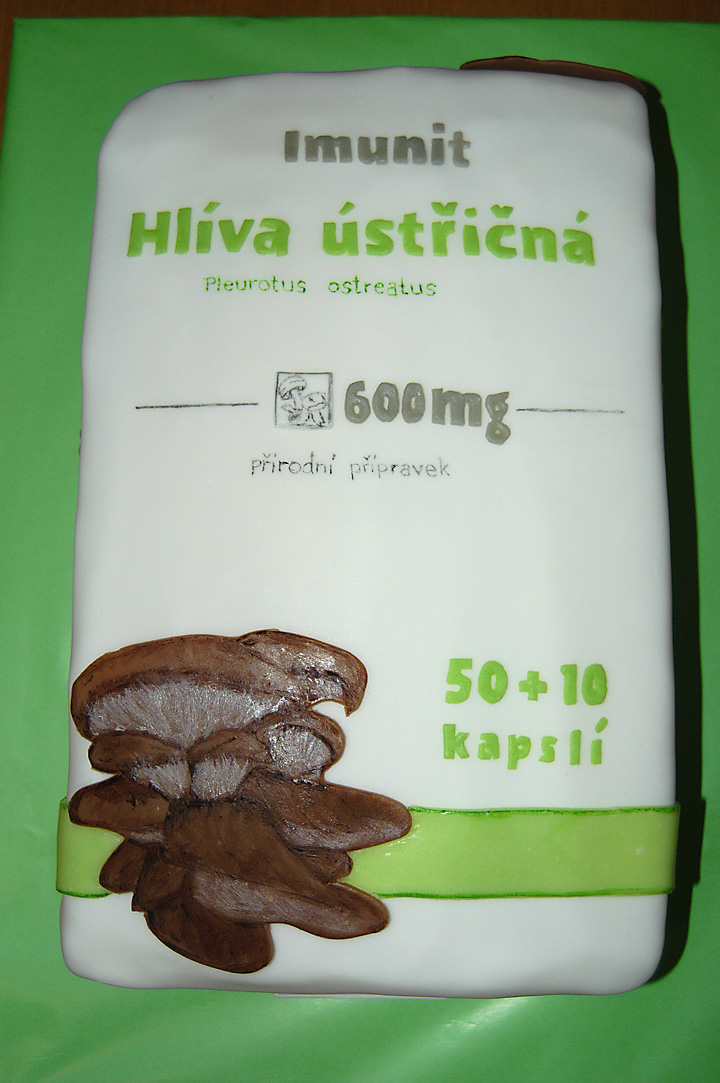 Imunit
Hlíva ústřičná
Pleurotus ostreatus
600mg
přírodní přípravek
50+10
kapslí